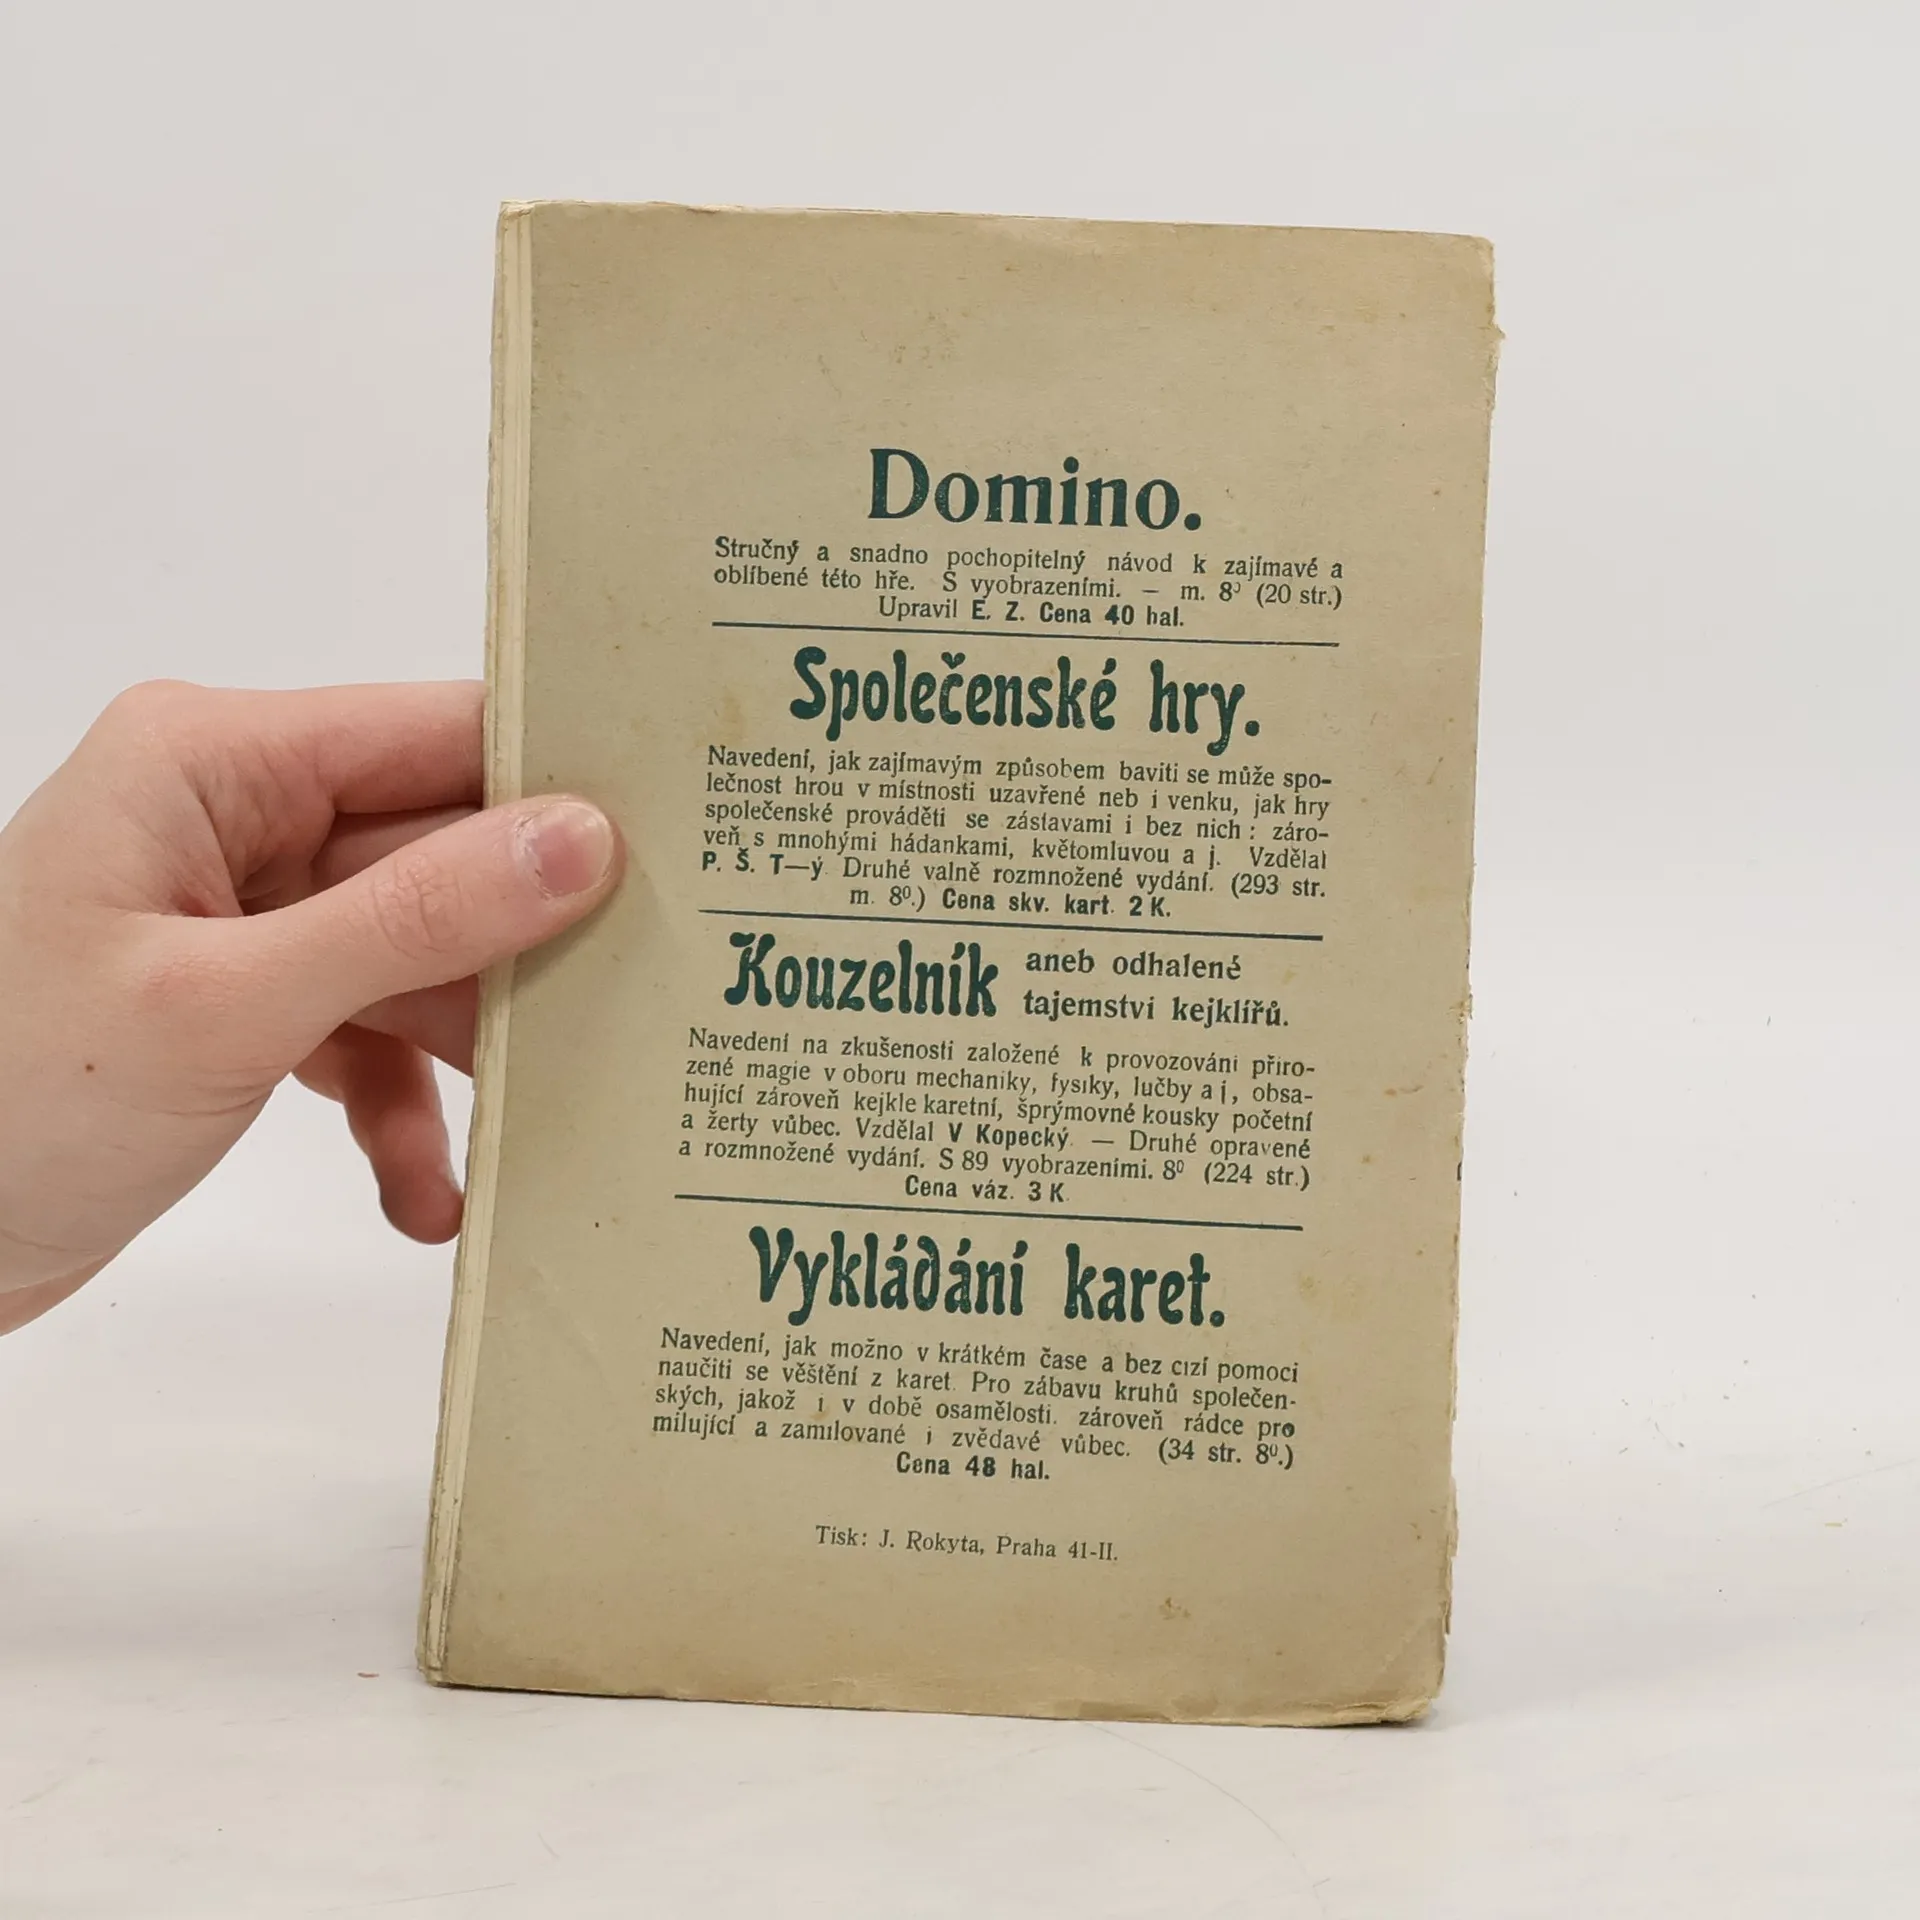 Domino.
Stručný a snadno pochopitelný návod k zajímavé a
oblíbené této hře. S vyobrazeními. — m. 8⁰ (20 str.)
Upravil E. Z. Cena 40 hal.
Společenské hry.
Navedení, jak zajímavým způsobem baviti se může spo-
lečnost hrou v místnosti uzavřené neb i venku, jak hry
společenské prováděti se zástavami i bez nich: záro-
veň s mnohými hádankami, květomluvou a j. Vzdělal
P. Š. T—ý. Druhé valně rozmnožené vydání. (293 str.
m. 8⁰.) Cena skv. kart. 2 K.
Kouzelník aneb odhalené
tajemství kejklířů.
Navedení na zkušenosti založené k provozování přiro-
zené magie v oboru mechaniky, fysiky, lučby a j, obsa-
hující zároveň kejkle karetní, šprýmovné kousky početní
a žerty vůbec. Vzdělal V Kopecký. — Druhé opravené
a rozmnožené vydání. S 89 vyobrazeními. 8⁰ (224 str.)
Cena váz. 3 K.
Vykládání karet.
Navedení, jak možno v krátkém čase a bez cizí pomoci
naučiti se věštění z karet. Pro zábavu kruhů společen-
ských, jakož i v době osamělosti. zároveň rádce pro
milující a zamilované i zvědavé vůbec. (34 str. 8⁰.)
Cena 48 hal.
Tisk: J. Rokyta, Praha 41-II.